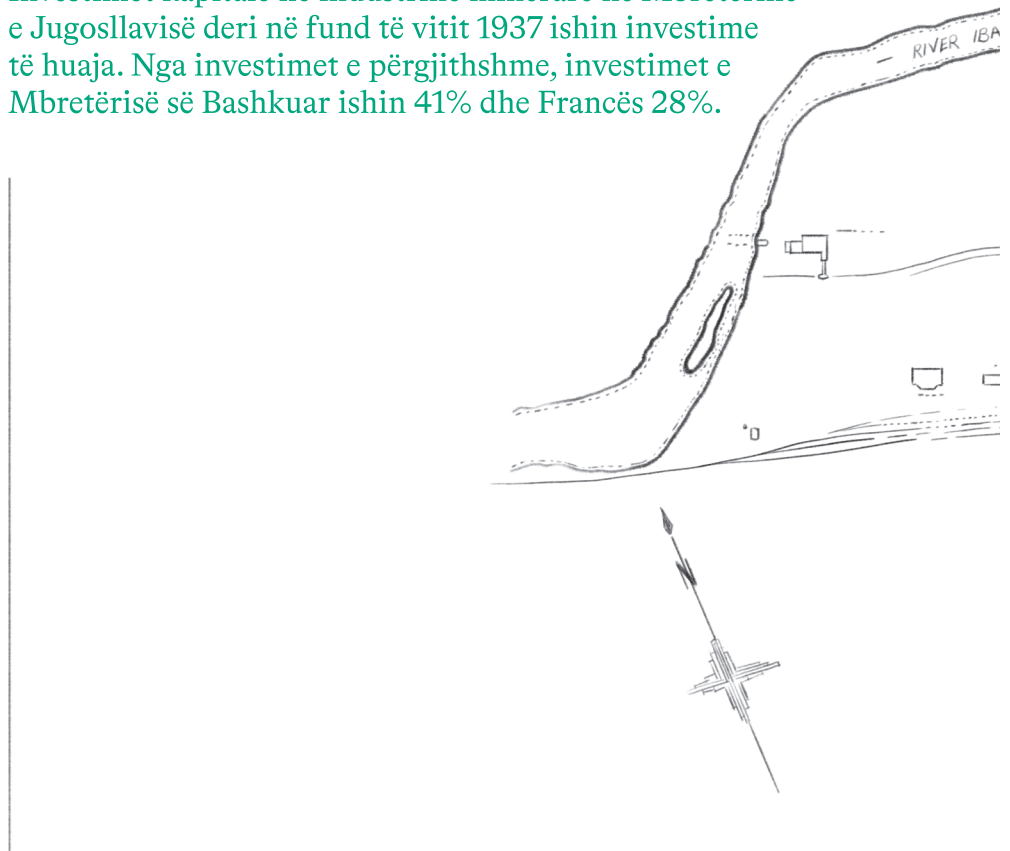 e Jugosllavisë deri në fund të vitit 1937 ishin investime
të huaja. Nga investimet e përgjithshme, investimet e
Mbretërisë së Bashkuar ishin 41% dhe Francës 28%.
RIVER IBA
N